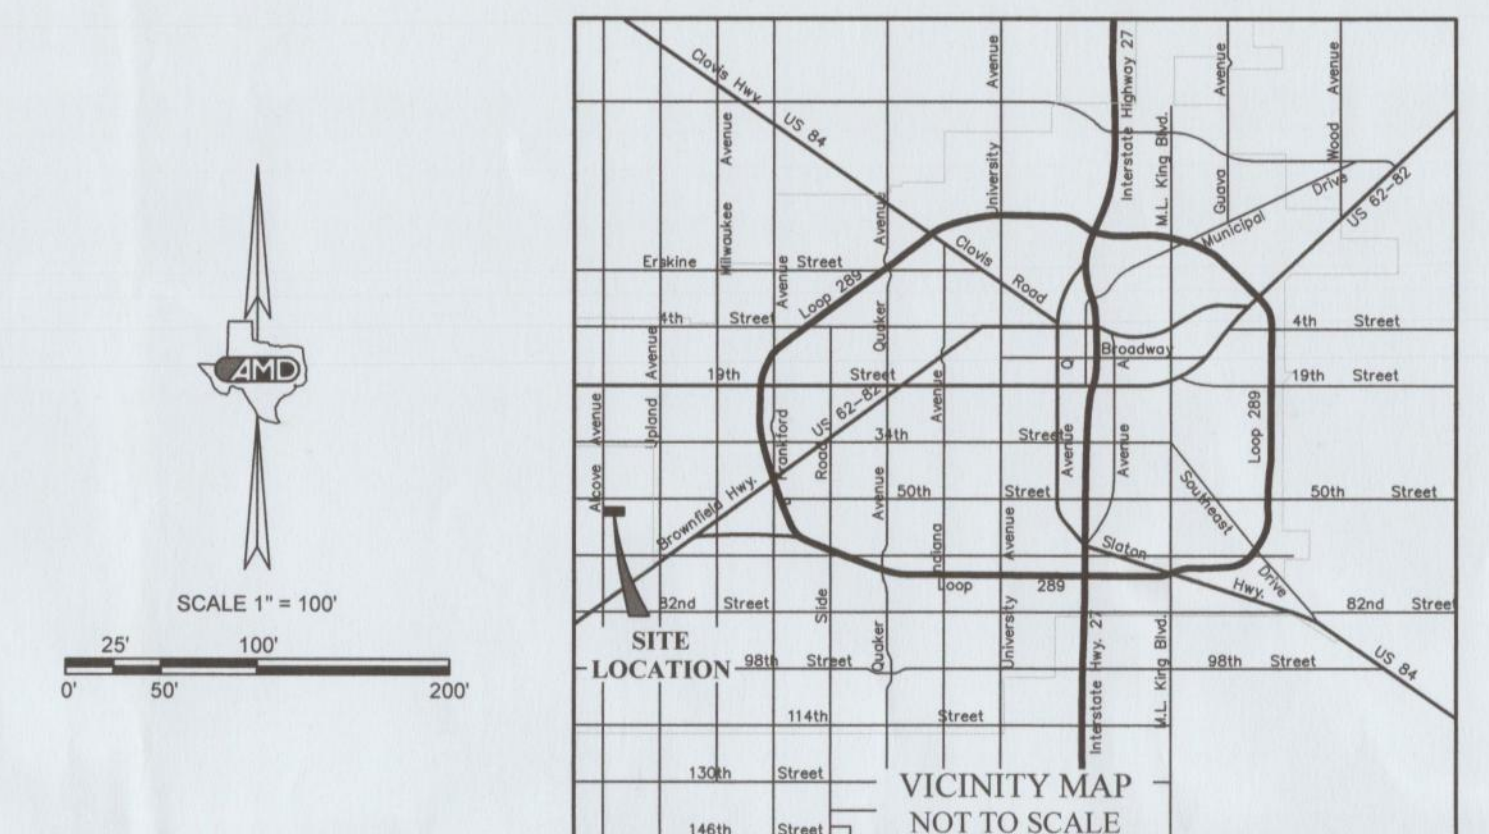 AMD
SCALE 1" = 100'
25' 100'
0' 50' 200'
Clovis Hwy.
US 84
Milwaukee Avenue
Avenue
University Avenue
Interstate Highway 27
M.L. King Blvd.
Guava Avenue
Wood Avenue
Municipal Drive
US 62-82
Erskine Street
Avenue
Loop 289
Clovis Road
4th Street
Quaker
4th Street
Broadway
Q
A
Upland Avenue
19th Street
19th Street
US 62-82
Avenue
Alcove Avenue
Frankford
Road
34th Street
Avenue
Avenue
Loop 289
Brownfield Hwy.
50th Street
50th Street
Avenue
Southeast Drive
Indiana
Avenue
Slaton Hwy.
Loop 289
82nd Street
82nd Street
Side
Quaker
University
Interstate Hwy. 27
M.L. King Blvd.
SITE
LOCATION
98th Street
98th Street
US 84
114th Street
130th Street
146th Street
VICINITY MAP
NOT TO SCALE